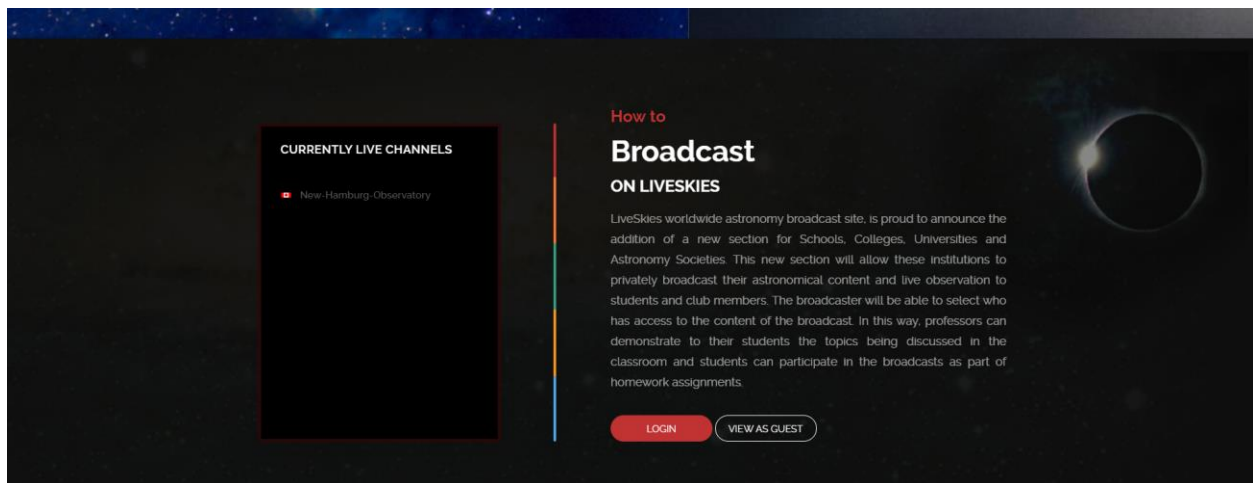 CURRENTLY LIVE CHANNELS
New-Hamburg-Observatory
How to
Broadcast
ON LIVESKIES
LiveSkies worldwide astronomy broadcast site, is proud to announce the
addition of a new section for Schools, Colleges, Universities and
Astronomy Societies. This new section will allow these institutions to
privately broadcast their astronomical content and live observation to
students and club members. The broadcaster will be able to select who
has access to the content of the broadcast. In this way, professors can
demonstrate to their students the topics being discussed in the
classroom and students can participate in the broadcasts as part of
homework assignments.
LOGIN
VIEW AS GUEST